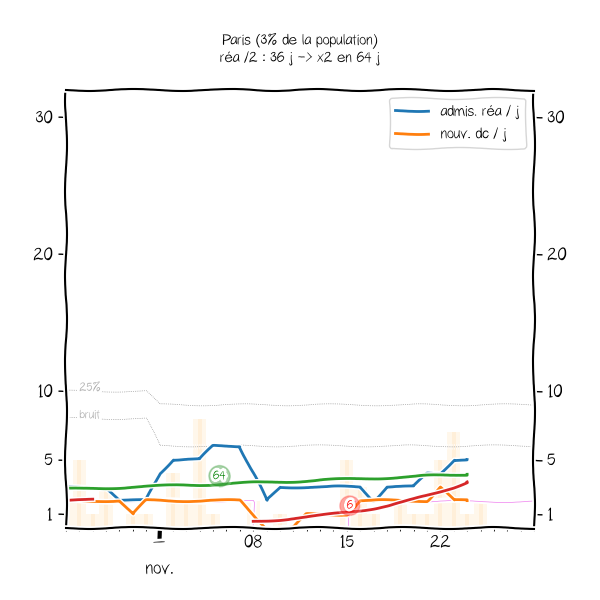 Paris (3% de la population)
réa /2 : 36 j -> x2 en 64 j
admis. réa / j
nouv. dc / j
30
30
20
20
10
10
25%
bruit
5
5
64
6
1
1
1
08
15
22
nov.